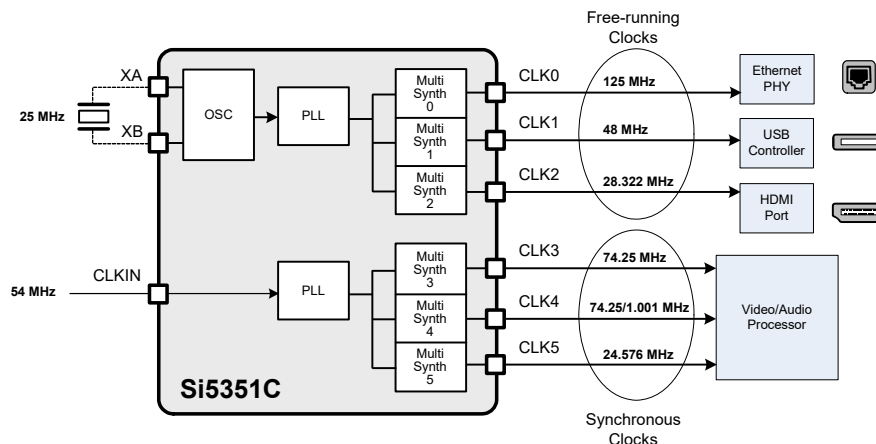 Free-running
Clocks
XA
25 MHz
XB
OSC
PLL
Multi
Synth
0
Multi
Synth
1
Multi
Synth
2
CLK0
125 MHz
Ethernet
PHY
CLK1
48 MHz
USB
Controller
CLK2
28.322 MHz
HDMI
Port
CLKIN
54 MHz
PLL
Multi
Synth
3
Multi
Synth
4
Multi
Synth
5
CLK3
74.25 MHz
CLK4
74.25/1.001 MHz
Video/Audio
Processor
CLK5
24.576 MHz
Si5351C
Synchronous
Clocks